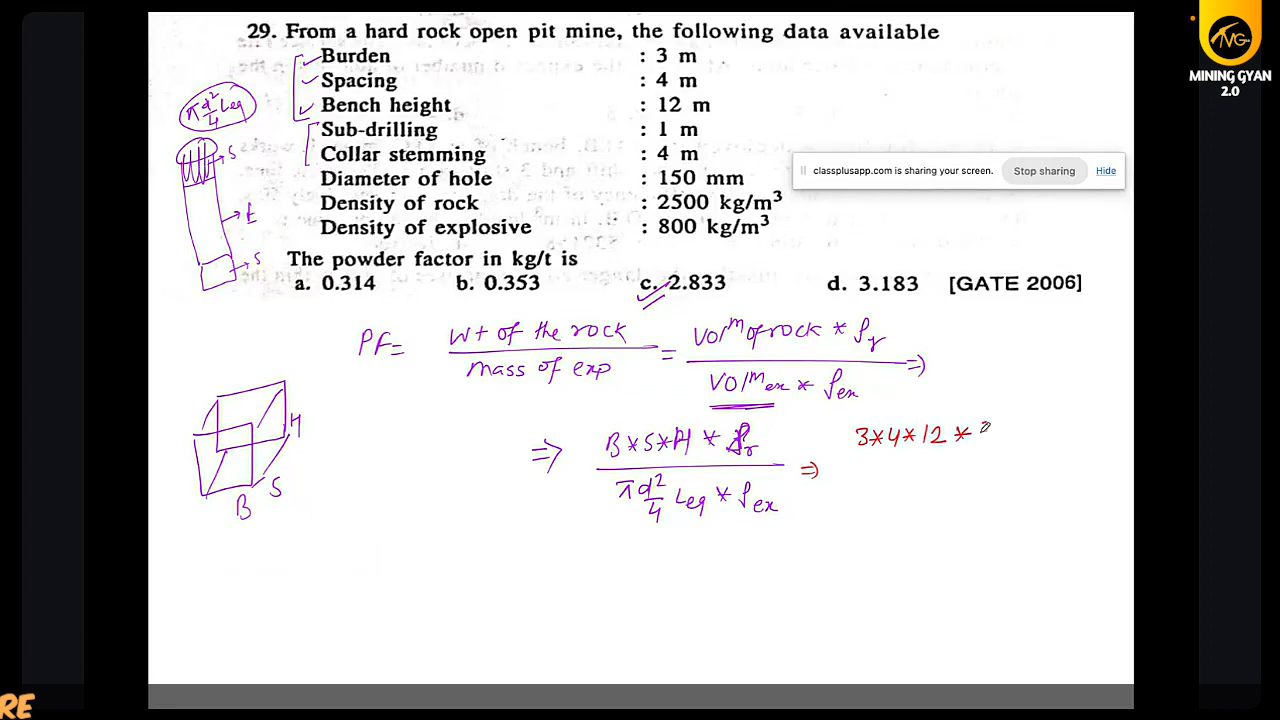 29. From a hard rock open pit mine, the following data available
Burden : 3 m
Spacing : 4 m
Bench height : 12 m
Sub-drilling : 1 m
Collar stemming : 4 m
Diameter of hole : 150 mm
Density of rock : 2500 kg/m³
Density of explosive : 800 kg/m³
The powder factor in kg/t is
a. 0.314 b. 0.353 c. 2.833 d. 3.183 [GATE 2006]
classplusapp.com is sharing your screen. Stop sharing Hide
MINING GYAN
2.0
π d²/4 Leq
S
E
S
PF = wt of the rock / mass of exp = Vol^m of rock * ρr / Vol^m ex * ρex ⇒
⇒ B*S*H * ρr / π d²/4 Leq * ρex ⇒ 3*4*12 *
H
S
B
RE